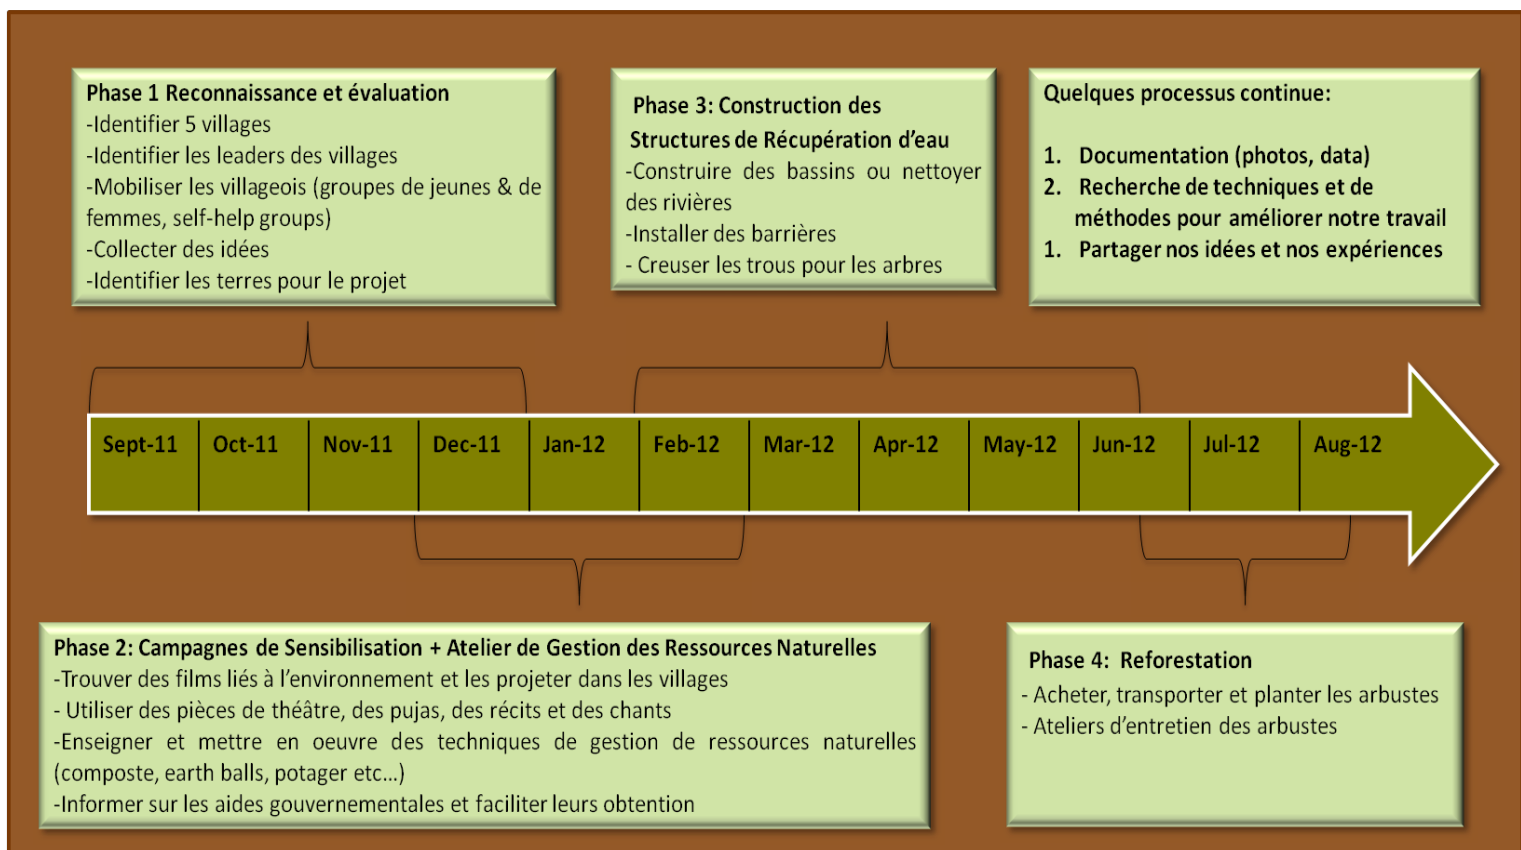 Phase 1 Reconnaissance et évaluation
-Identifier 5 villages
-Identifier les leaders des villages
-Mobiliser les villageois (groupes de jeunes & de
femmes, self-help groups)
-Collecter des idées
-Identifier les terres pour le projet
Phase 3: Construction des
Structures de Récupération d’eau
-Construire des bassins ou nettoyer
des rivières
-Installer des barrières
- Creuser les trous pour les arbres
Quelques processus continue:
1. Documentation (photos, data)
2. Recherche de techniques et de
méthodes pour améliorer notre travail
1. Partager nos idées et nos expériences
Sept-11 Oct-11 Nov-11 Dec-11 Jan-12 Feb-12 Mar-12 Apr-12 May-12 Jun-12 Jul-12 Aug-12
Phase 2: Campagnes de Sensibilisation + Atelier de Gestion des Ressources Naturelles
-Trouver des films liés à l’environnement et les projeter dans les villages
- Utiliser des pièces de théâtre, des pujas, des récits et des chants
-Enseigner et mettre en oeuvre des techniques de gestion de ressources naturelles
(composte, earth balls, potager etc…)
-Informer sur les aides gouvernementales et faciliter leurs obtention
Phase 4: Reforestation
- Acheter, transporter et planter les arbustes
- Ateliers d’entretien des arbustes